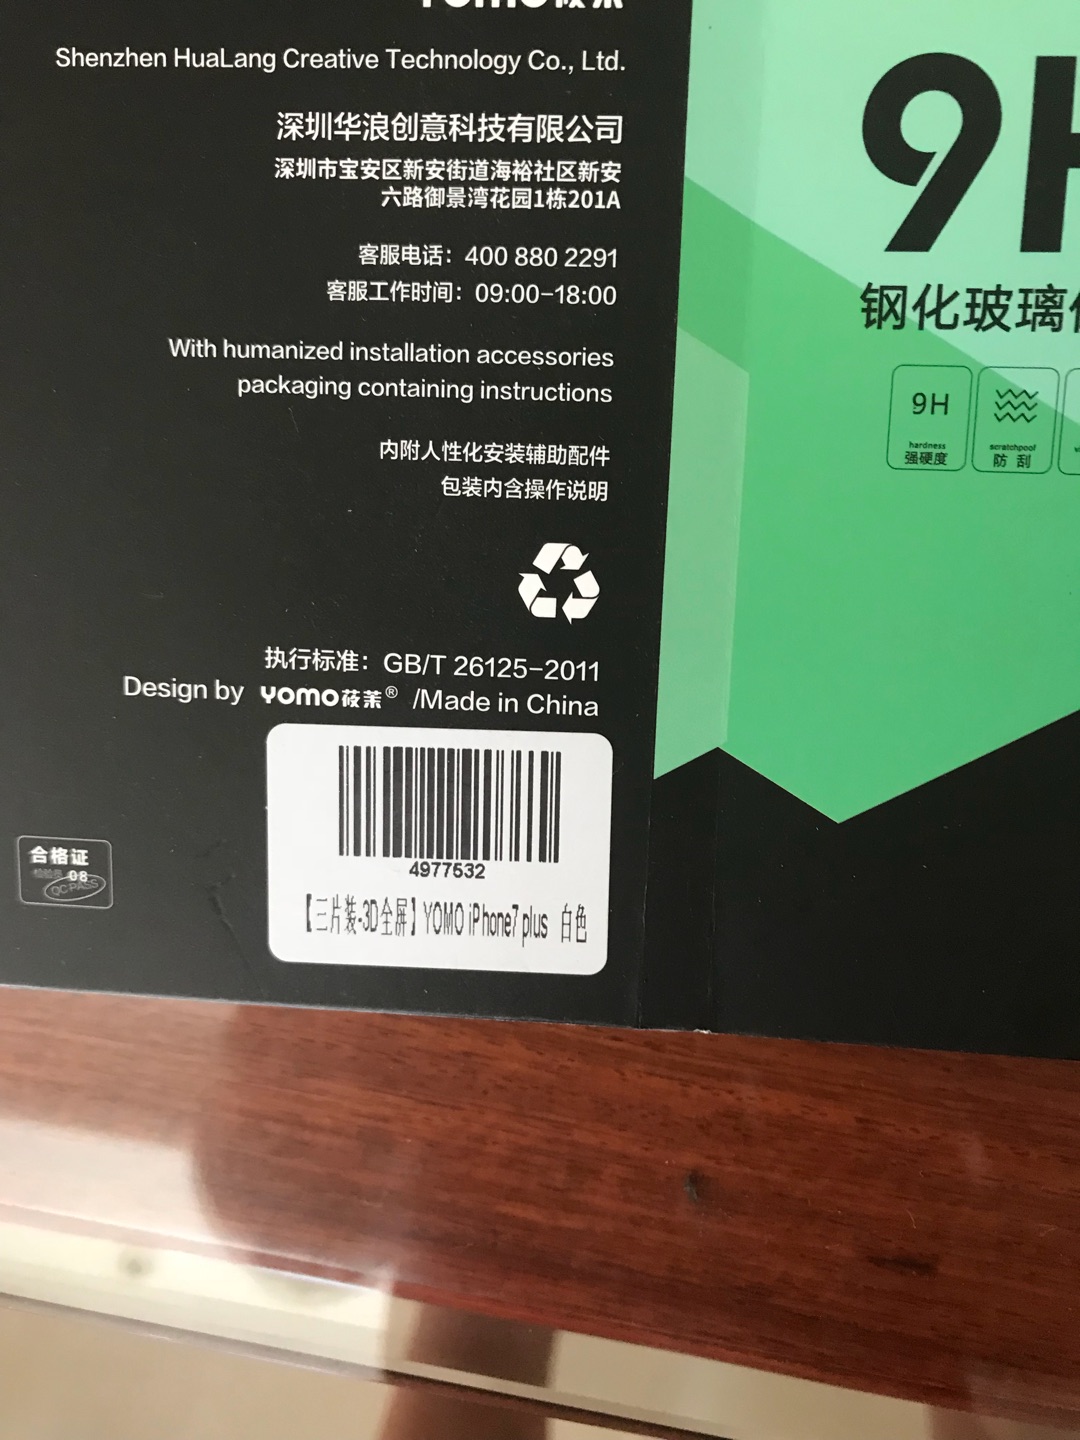 Yomo莜茉
Shenzhen HuaLang Creative Technology Co., Ltd.
深圳华浪创意科技有限公司
深圳市宝安区新安街道海裕社区新安
六路御景湾花园1栋201A
客服电话：400 880 2291
客服工作时间：09:00-18:00
With humanized installation accessories
packaging containing instructions
内附人性化安装辅助配件
包装内含操作说明
执行标准：GB/T 26125-2011
Design by Yomo莜茉® /Made in China
4977532
【三片装-3D全屏】YOMO iPhone7 plus 白色
合格证
08
QC PASS
9H
钢化玻璃
9H
hardness
强硬度
scratchpool
防 刮